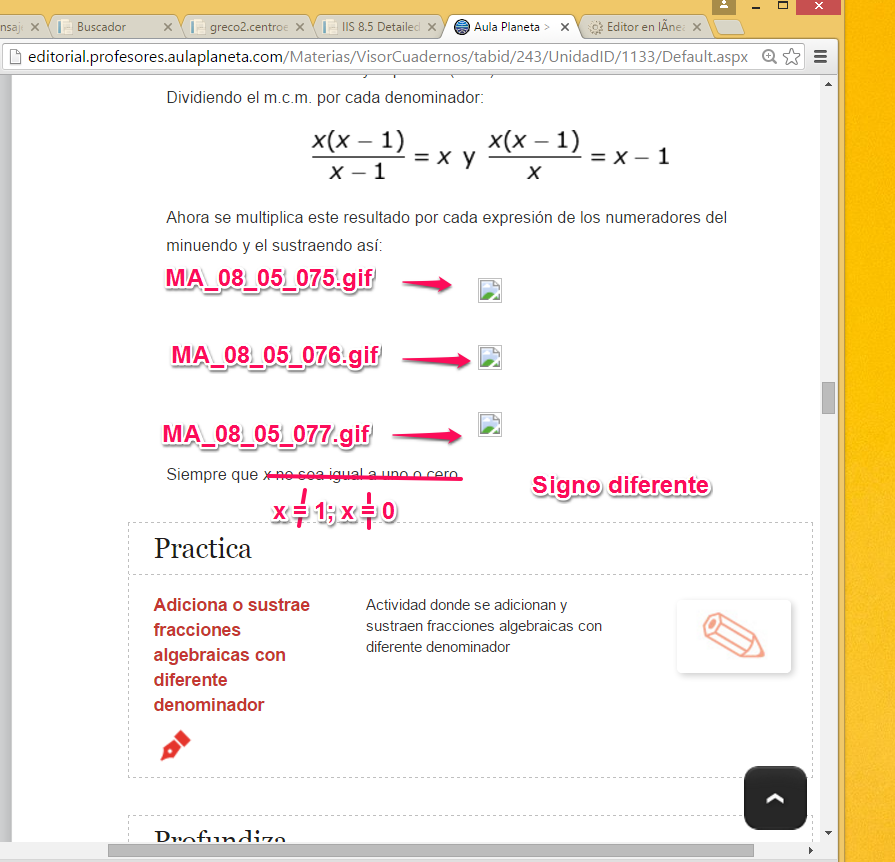 nsaj
Buscador
greco2.centroe
IIS 8.5 Detailed
Aula Planeta >
Editor en lÃnea
editorial.profesores.aulaplaneta.com/Materias/VisorCuadernos/tabid/243/UnidadID/1133/Default.aspx
Dividiendo el m.c.m. por cada denominador:
x(x – 1) / x – 1 = x y x(x – 1) / x = x – 1
Ahora se multiplica este resultado por cada expresión de los numeradores del
minuendo y el sustraendo así:
MA_08_05_075.gif
MA_08_05_076.gif
MA_08_05_077.gif
Siempre que x no sea igual a uno o cero.
Signo diferente
x ≠ 1; x ≠ 0
Practica
Adiciona o sustrae
fracciones
algebraicas con
diferente
denominador
Actividad donde se adicionan y
sustraen fracciones algebraicas con
diferente denominador
Profundiza